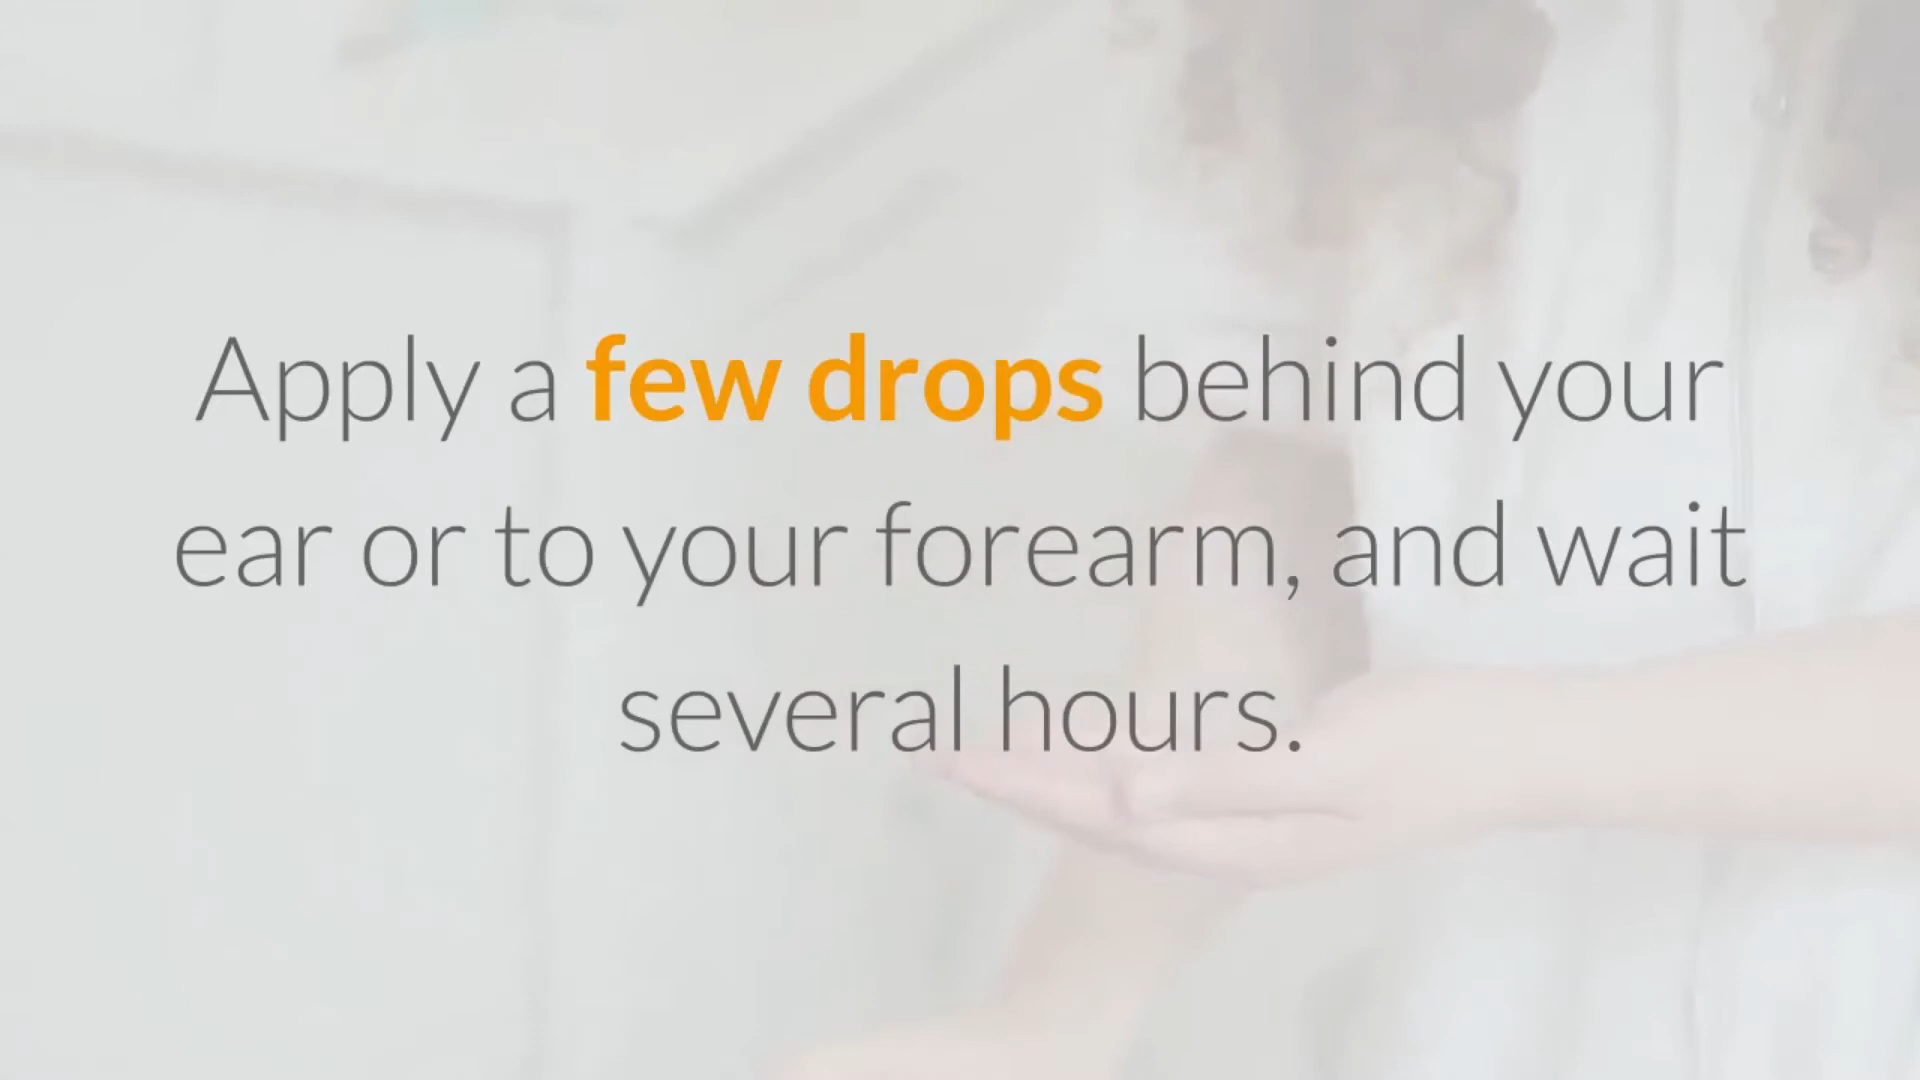 Apply a few drops behind your
ear or to your forearm, and wait
several hours.